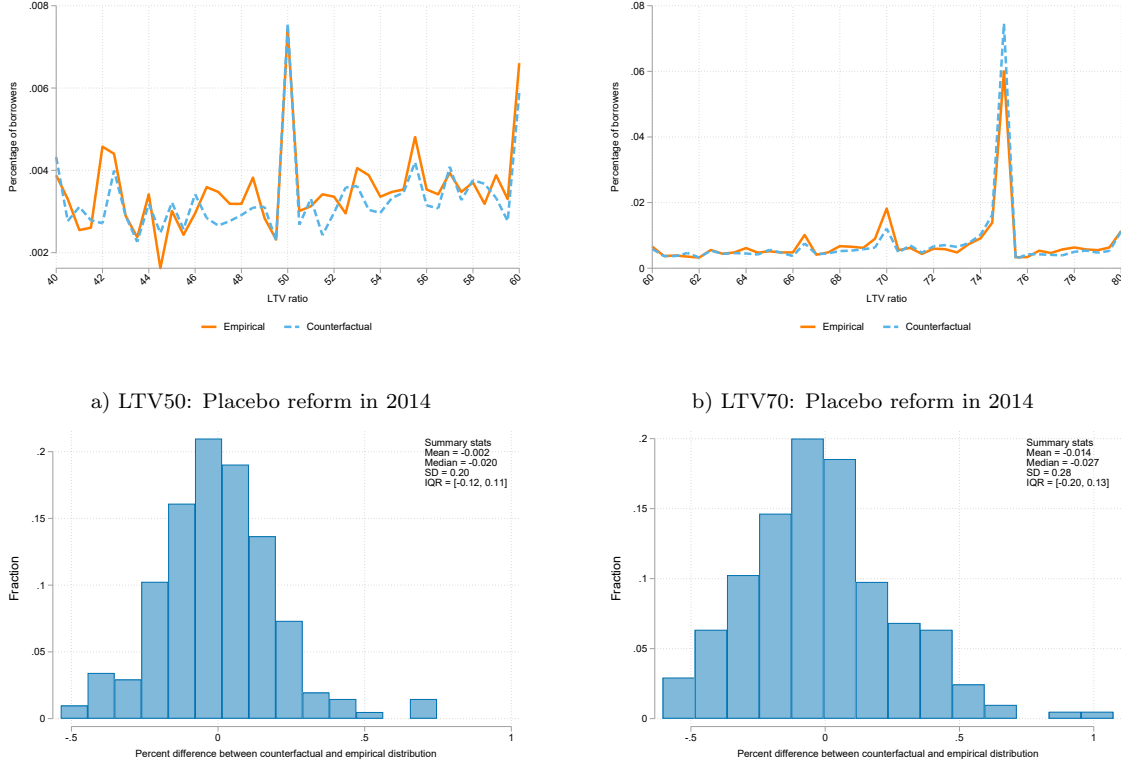 .008
.006
.004
.002
Percentage of borrowers
40 42 44 46 48 50 52 54 56 58 60
LTV ratio
Empirical Counterfactual
.08
.06
.04
.02
0
Percentage of borrowers
60 62 64 66 68 70 72 74 76 78 80
LTV ratio
Empirical Counterfactual
a) LTV50: Placebo reform in 2014
b) LTV70: Placebo reform in 2014
Summary stats
Mean = -0.002
Median = -0.020
SD = 0.20
IQR = [-0.12, 0.11]
.2
.15
.1
.05
0
Fraction
-.5 0 .5 1
Percent difference between counterfactual and empirical distribution
Summary stats
Mean = -0.014
Median = -0.027
SD = 0.28
IQR = [-0.20, 0.13]
.2
.15
.1
.05
0
Fraction
-.5 0 .5 1
Percent difference between counterfactual and empirical distribution